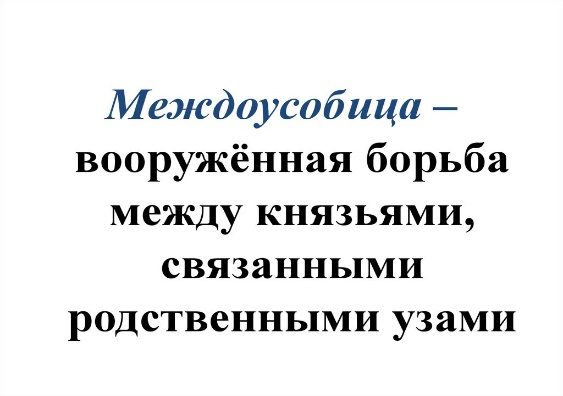 Междоусобица –
вооружённая борьба
между князьями,
связанными
родственными узами